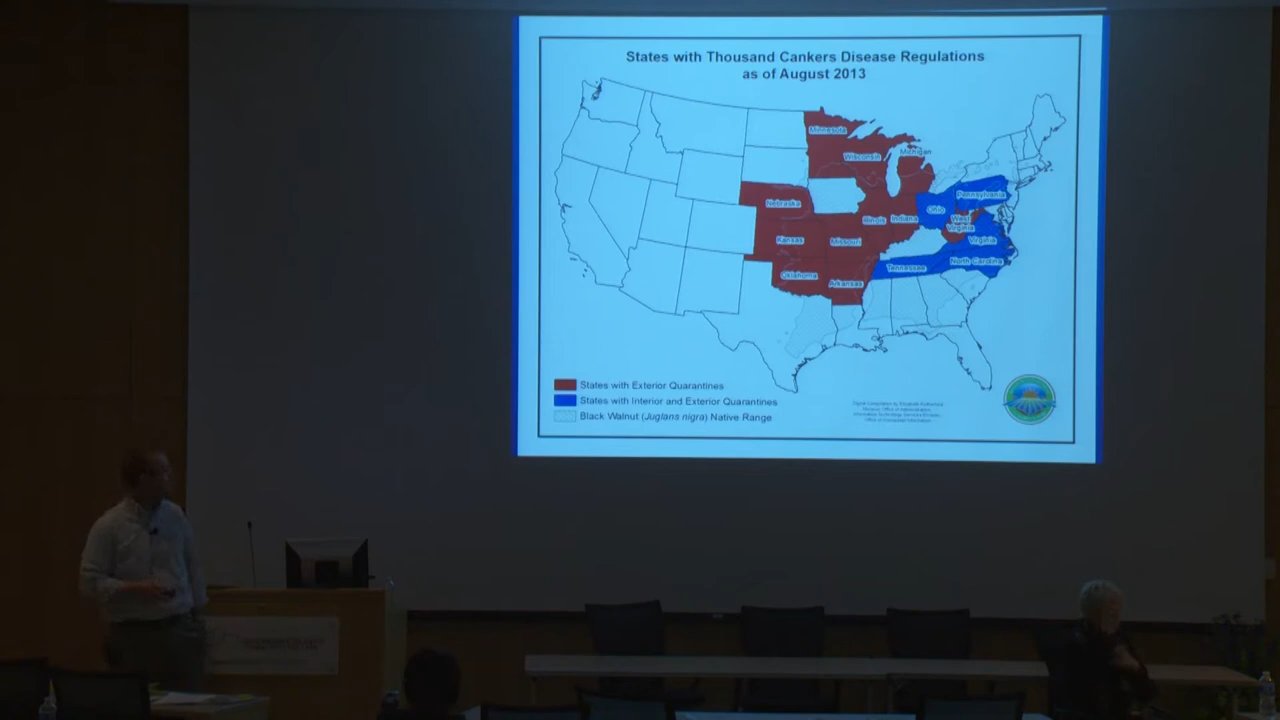 States with Thousand Cankers Disease Regulations
as of August 2013
Minnesota
Wisconsin
Michigan
Nebraska
Illinois
Indiana
Ohio
Pennsylvania
West
Virginia
Virginia
Kansas
Missouri
Oklahoma
Arkansas
Tennessee
North Carolina
States with Exterior Quarantines
States with Interior and Exterior Quarantines
Black Walnut (Juglans nigra) Native Range